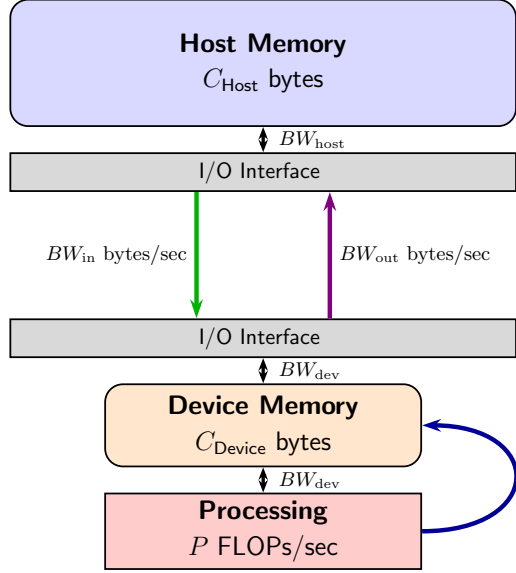 Host Memory
C_Host bytes
BW_host
I/O Interface
BW_in bytes/sec
BW_out bytes/sec
I/O Interface
BW_dev
Device Memory
C_Device bytes
BW_dev
Processing
P FLOPs/sec